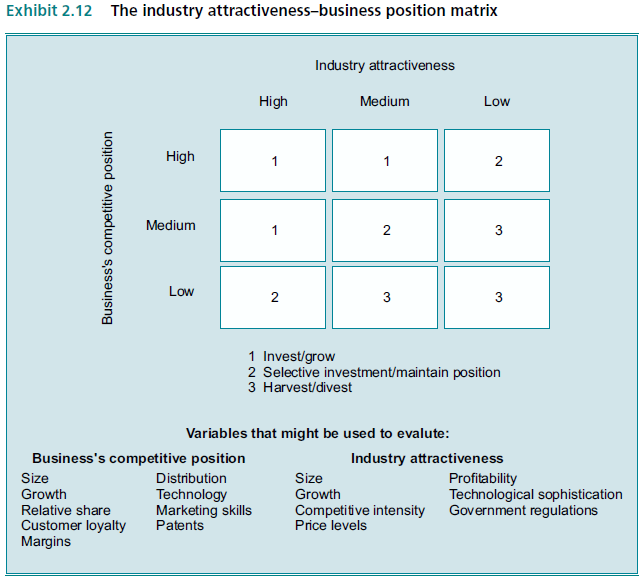 Exhibit 2.12 The industry attractiveness–business position matrix
Industry attractiveness
High Medium Low
Business's competitive position
High 1 1 2
Medium 1 2 3
Low 2 3 3
1 Invest/grow
2 Selective investment/maintain position
3 Harvest/divest
Variables that might be used to evaluate:
Business's competitive position
Size
Growth
Relative share
Customer loyalty
Margins
Distribution
Technology
Marketing skills
Patents
Industry attractiveness
Size
Growth
Competitive intensity
Price levels
Profitability
Technological sophistication
Government regulations